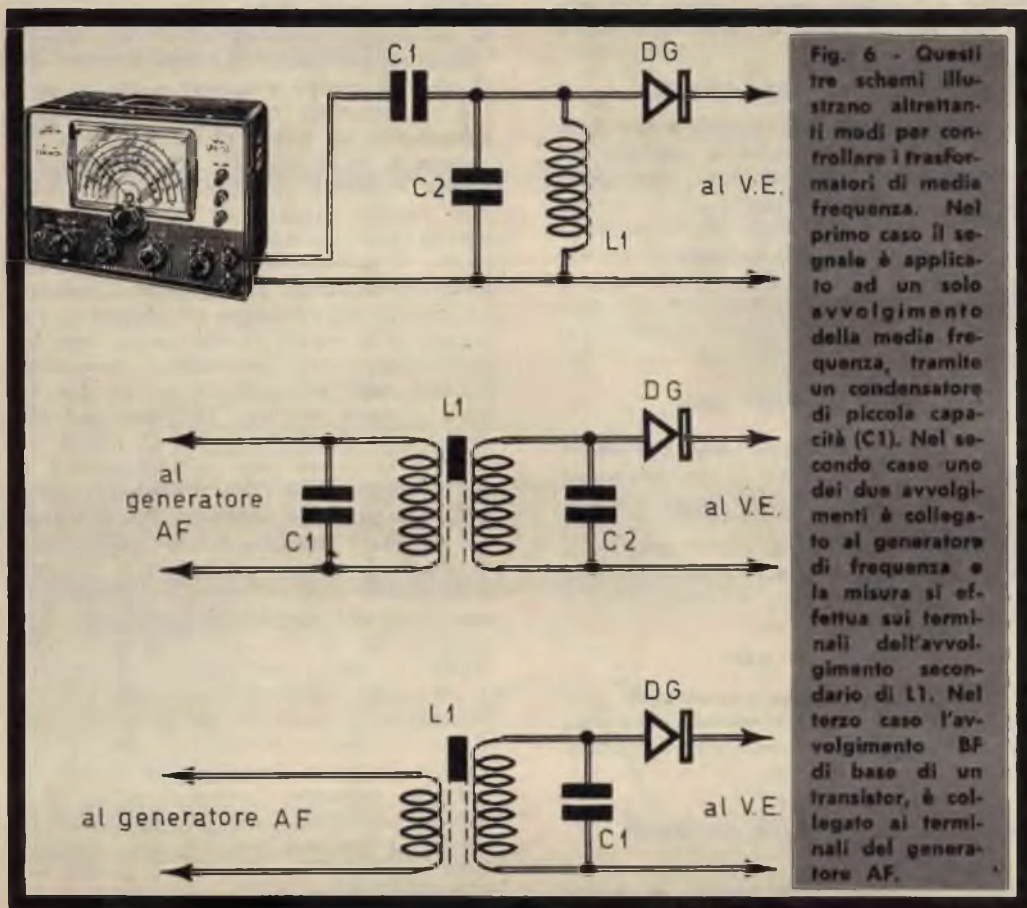 C1
DG
C2
L1
al V.E.
L1
DG
al
generatore
AF
C1
C2
al V.E.
L1
DG
al generatore AF
C1
al V.E.
Fig. 6 - Questi
tre schemi illu-
strano altrettan-
ti modi per con-
trollare i trasfor-
matori di media
frequenza. Nel
primo caso il se-
gnale è applica-
to ad un solo
avvolgimento
della media fre-
quenza, tramite
un condensatore
di piccola capa-
cità (C1). Nel se-
condo caso uno
dei due avvolgi-
menti è collega-
to al generatore
di frequenza e
la misura si ef-
fettua sui termi-
nali dell'avvol-
gimento secon-
dario di L1. Nel
terzo caso l'av-
volgimento BF
di base di un
transistor, è col-
legato ai termi-
nali del genera-
tore AF.